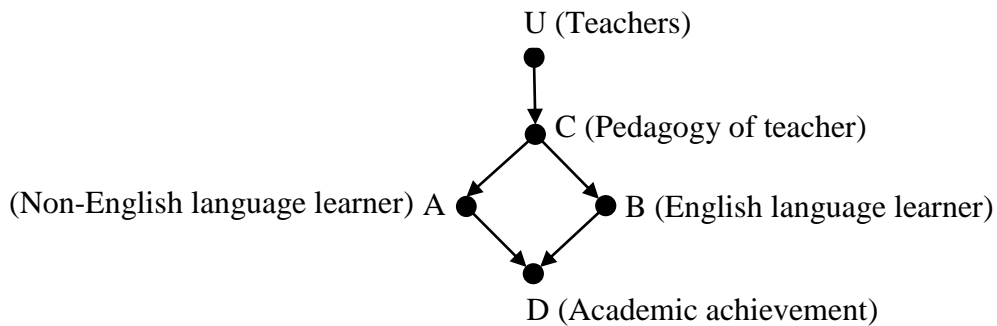 U (Teachers)
C (Pedagogy of teacher)
(Non-English language learner) A
B (English language learner)
D (Academic achievement)